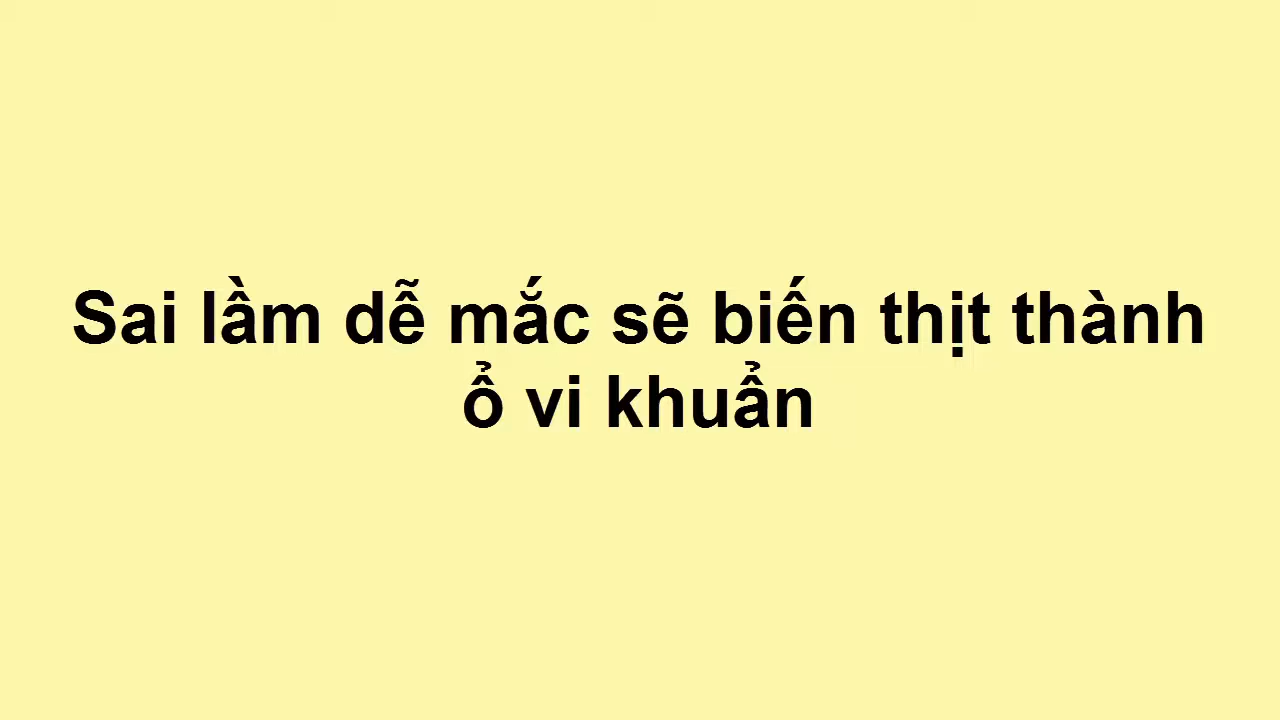 Sai lầm dễ mắc sẽ biến thịt thành
ổ vi khuẩn